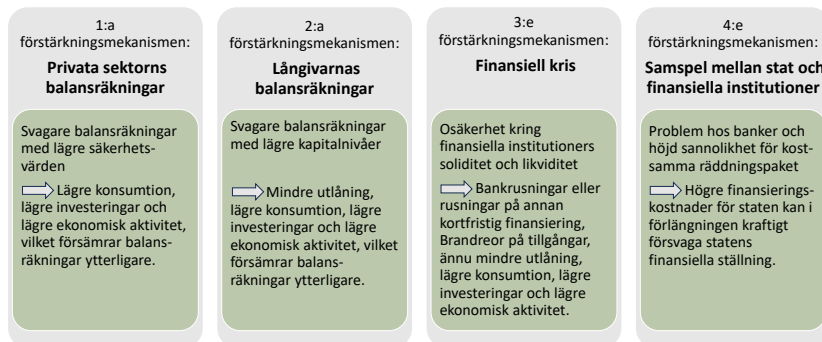 1:a
förstärkningsmekanismen:
Privata sektorns
balansräkningar
Svagare balansräkningar
med lägre säkerhets-
värden
Lägre konsumtion,
lägre investeringar och
lägre ekonomisk aktivitet,
vilket försämrar balans-
räkningar ytterligare.
2:a
förstärkningsmekanismen:
Långivarnas
balansräkningar
Svagare balansräkningar
med lägre kapitalnivåer
Mindre utlåning,
lägre konsumtion, lägre
investeringar och lägre
ekonomisk aktivitet, vilket
försämrar balans-
räkningar ytterligare.
3:e
förstärkningsmekanismen:
Finansiell kris
Osäkerhet kring
finansiella institutioners
soliditet och likviditet
Bankrusningar eller
rusningar på annan
kortfristig finansiering,
Brandreor på tillgångar,
ännu mindre utlåning,
lägre konsumtion, lägre
investeringar och lägre
ekonomisk aktivitet.
4:e
förstärkningsmekanismen:
Samspel mellan stat och
finansiella institutioner
Problem hos banker och
höjd sannolikhet för kost-
samma räddningspaket
Högre finansierings-
kostnader för staten kan i
förlängningen kraftigt
försvaga statens
finansiella ställning.